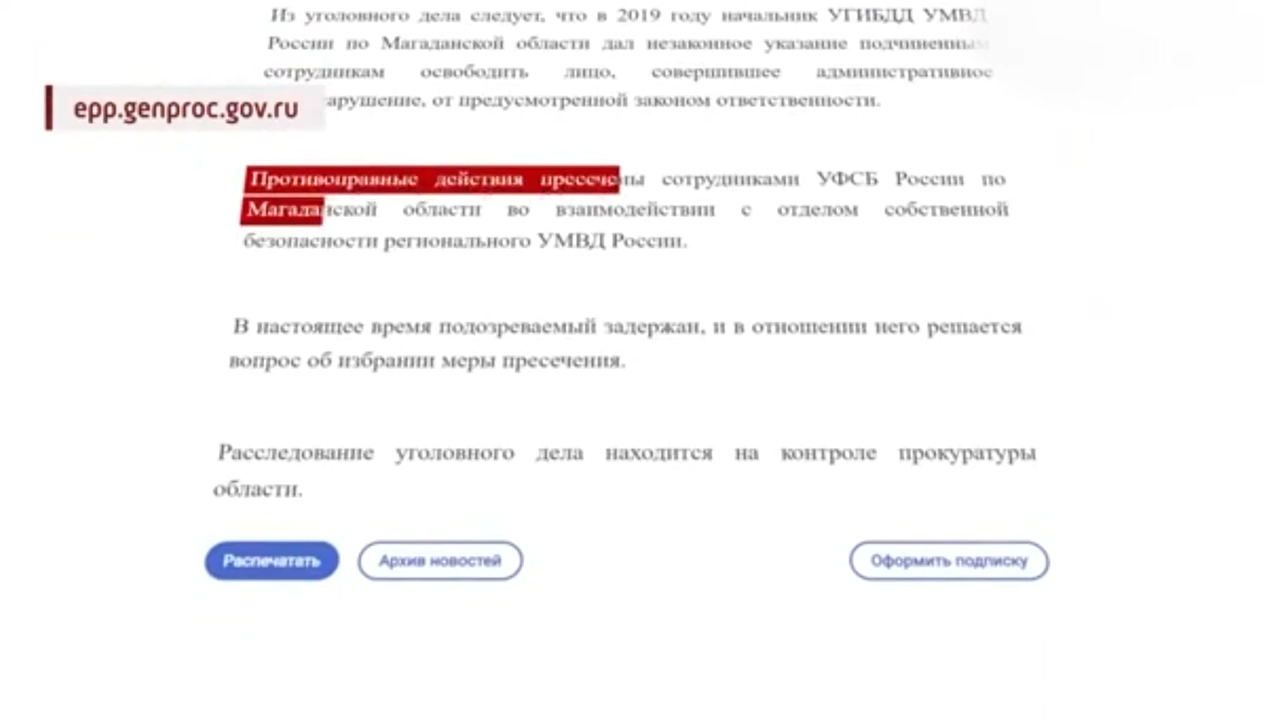 Из уголовного дела следует, что в 2019 году начальник УГИБДД УМВД
России по Магаданской области дал незаконное указание подчиненным
сотрудникам освободить лицо, совершившее административное
арушение, от предусмотренной законом ответственности.
epp.genproc.gov.ru
Противоправные действия пресечены сотрудниками УФСБ России по
Магаданской области во взаимодействии с отделом собственной
безопасности регионального УМВД России.
В настоящее время подозреваемый задержан, и в отношении него решается
вопрос об избрании меры пресечения.
Расследование уголовного дела находится на контроле прокуратуры
области.
Распечатать Архив новостей Оформить подписку